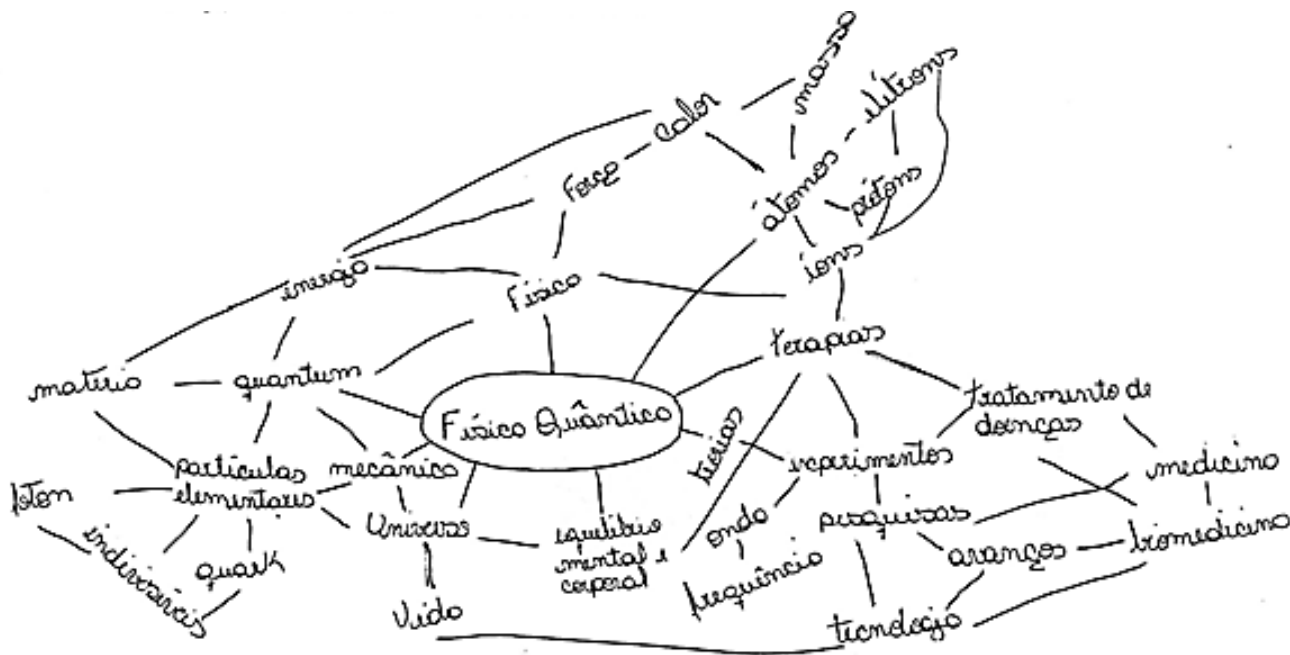 massa
elétrons
Calor
Força
átomos
prótons
íons
energia
Física
terapias
matéria
quantum
Física Quântica
tratamento de
doenças
teorias
partículas
elementares
mecânica
experimentos
medicina
fóton
indivisíveis
quark
Universo
equilíbrio
mental e
corporal
onda
frequência
pesquisas
avanços
biomedicina
Vida
tecnologia